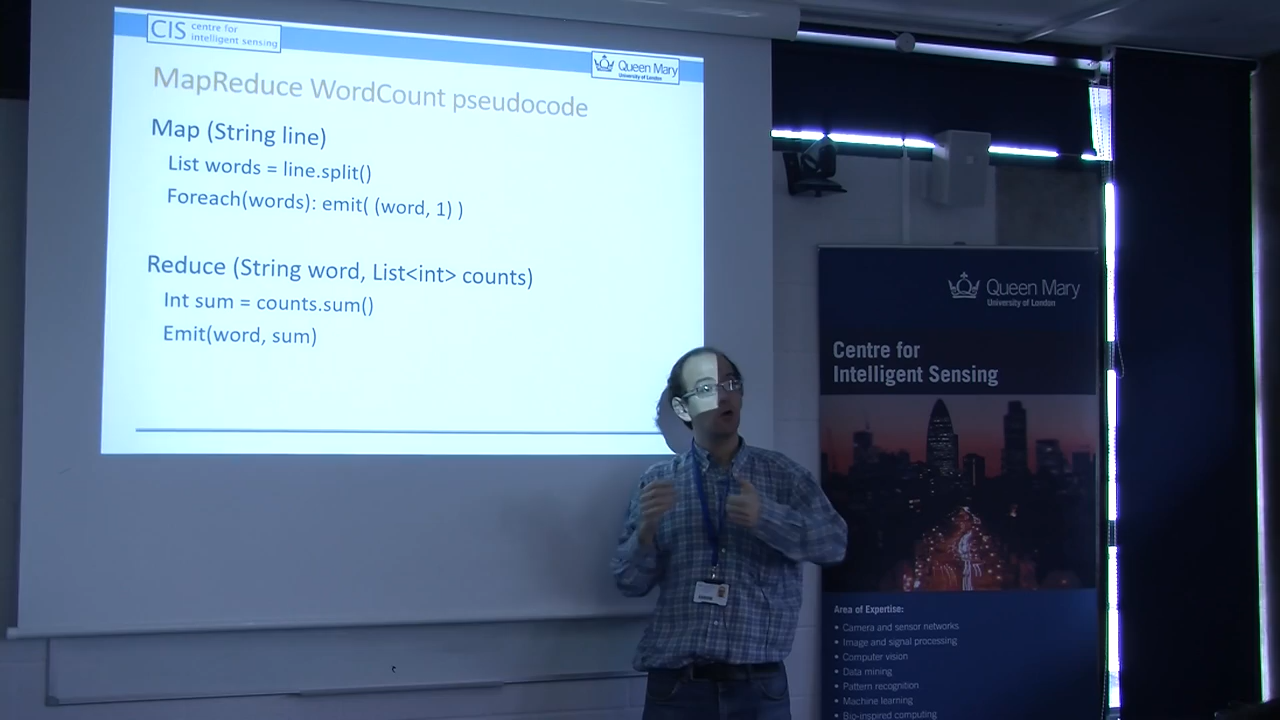 CIS centre for
intelligent sensing
Queen Mary
University of London
MapReduce WordCount pseudocode
Map (String line)
List words = line.split()
Foreach(words): emit( (word, 1) )
Reduce (String word, List<int> counts)
Int sum = counts.sum()
Emit(word, sum)
Queen Mary
University of London
Centre for
Intelligent Sensing
Area of Expertise:
• Camera and sensor networks
• Image and signal processing
• Computer vision
• Data mining
• Pattern recognition
• Machine learning
• Bio-inspired computing